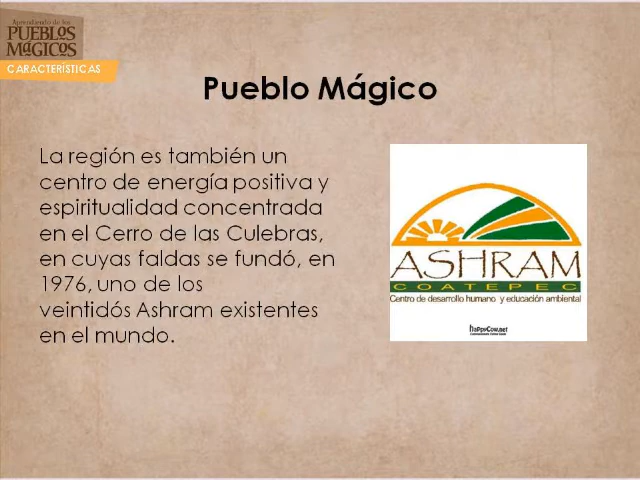 Aprendiendo de los
PUEBLOS
MáGICOS
CARACTERÍSTICAS
Pueblo Mágico
La región es también un
centro de energía positiva y
espiritualidad concentrada
en el Cerro de las Culebras,
en cuyas faldas se fundó, en
1976, uno de los
veintidós Ashram existentes
en el mundo.
ASHRAM
COATEPEC
Centro de desarrollo humano y educación ambiental
HappyCow.net